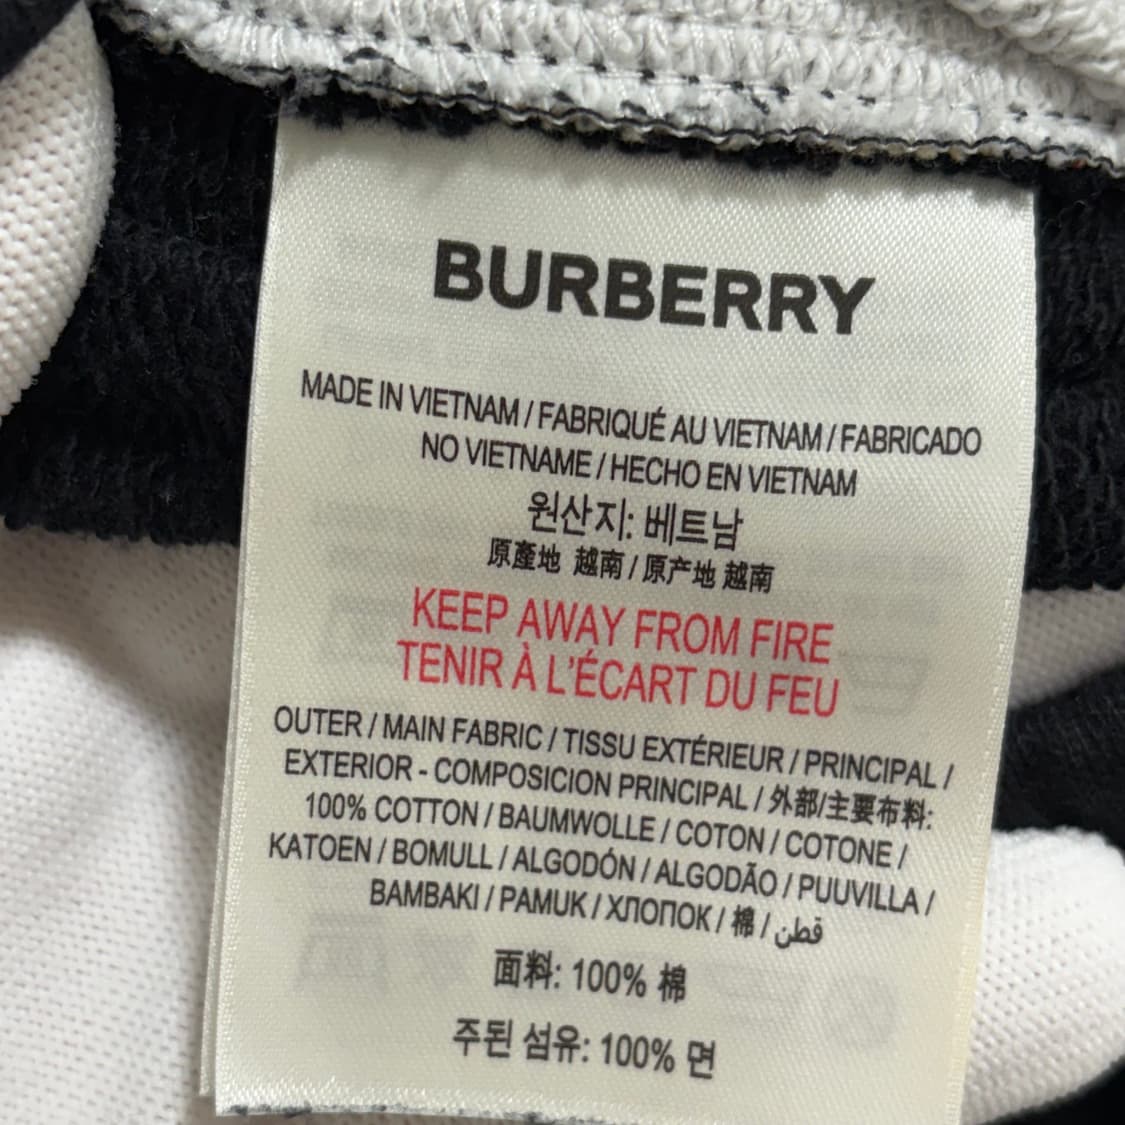 BURBERRY
MADE IN VIETNAM / FABRIQUÉ AU VIETNAM / FABRICADO
NO VIETNAME / HECHO EN VIETNAM
원산지: 베트남
原產地 越南 / 原产地 越南
KEEP AWAY FROM FIRE
TENIR À L'ÉCART DU FEU
OUTER / MAIN FABRIC / TISSU EXTÉRIEUR / PRINCIPAL /
EXTERIOR - COMPOSICION PRINCIPAL / 外部/主要布料:
100% COTTON / BAUMWOLLE / COTON / COTONE /
KATOEN / BOMULL / ALGODÓN / ALGODÃO / PUUVILLA /
BAMBAKI / PAMUK / ХЛОПОК / 棉 / قطن
面料: 100% 棉
주된 섬유: 100% 면